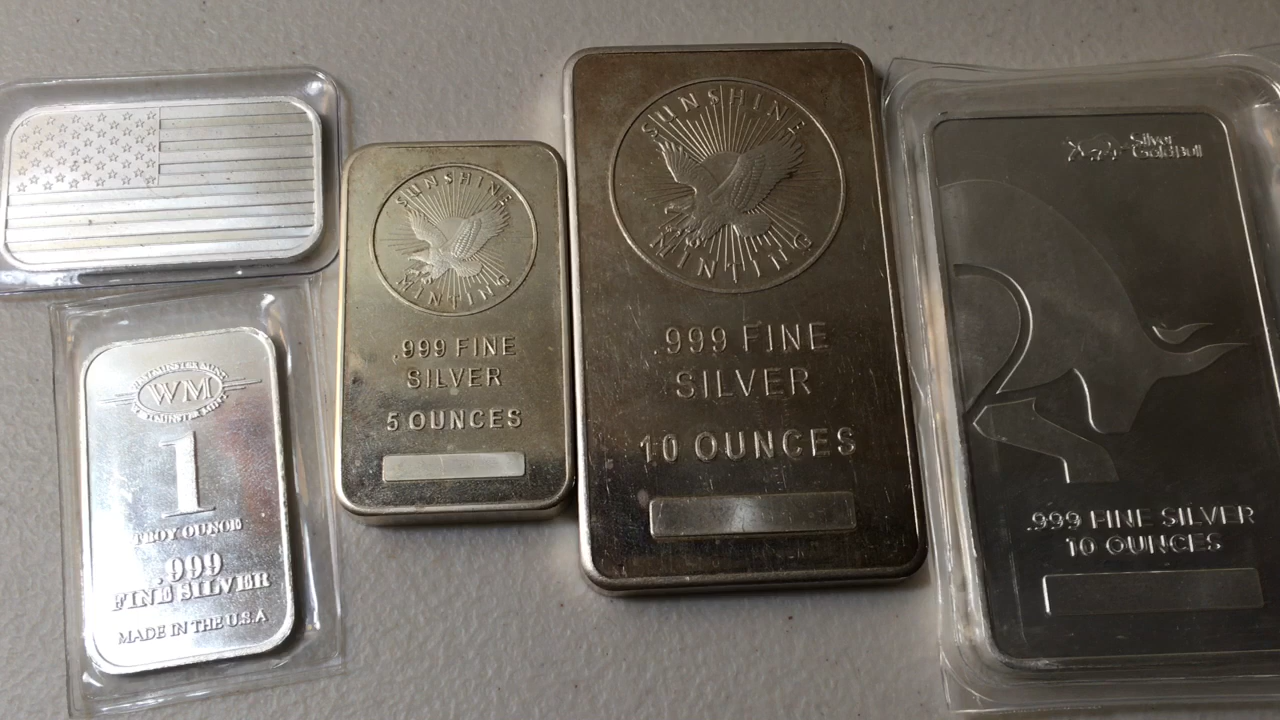 WM
1
TROY OUNCE
.999
FINE SILVER
MADE IN THE U.S.A
SUNSHINE
MINTING
.999 FINE
SILVER
5 OUNCES
SUNSHINE
MINTING
.999 FINE
SILVER
10 OUNCES
Silver
Gold Bull
.999 FINE SILVER
10 OUNCES